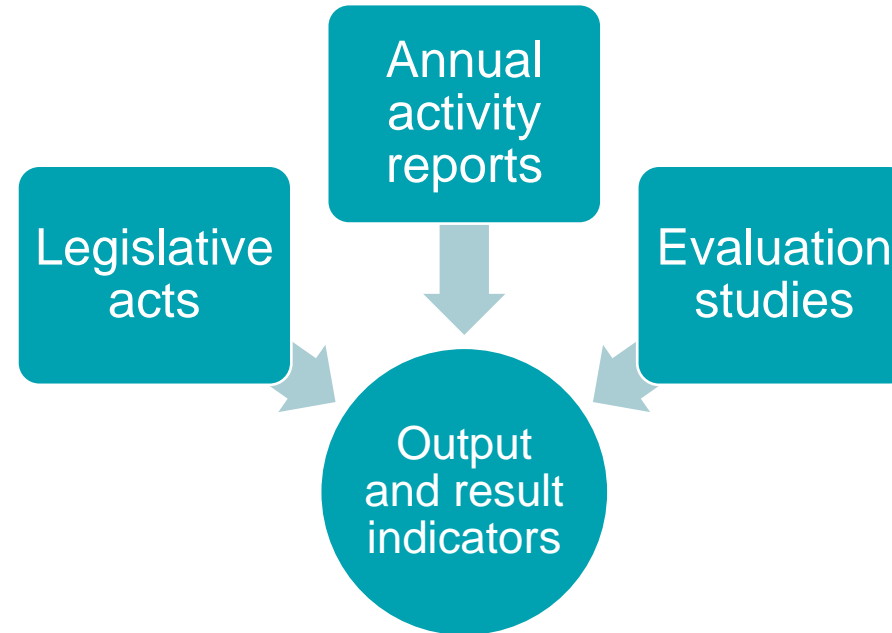 Annual
activity
reports
Legislative
acts
Evaluation
studies
Output
and result
indicators